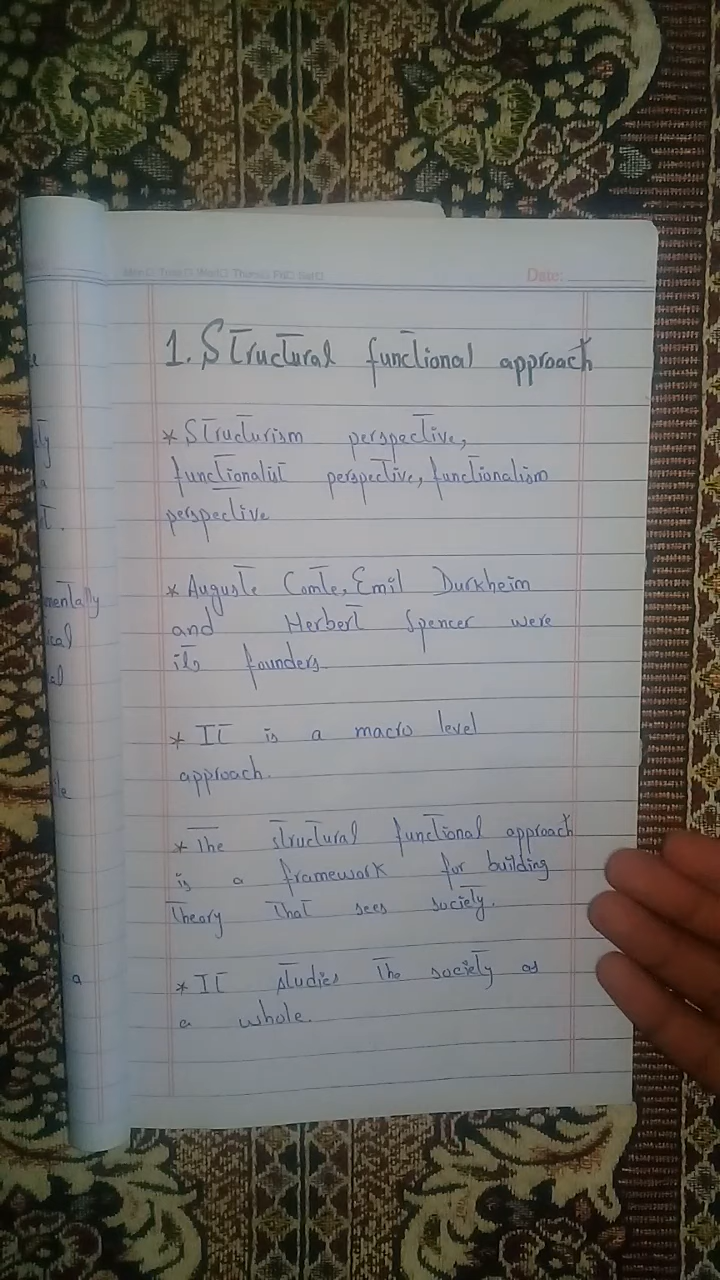 Date:
1. Structural functional approach
* Structurism perspective,
functionalist perspective, functionalism
perspective
* Auguste Comte, Emil Durkheim
and Herbert Spencer were
its founders.
* It is a macro level
approach.
* The structural functional approach
is a framework for building
theory that sees society.
* It studies the society as
a whole.
mentally